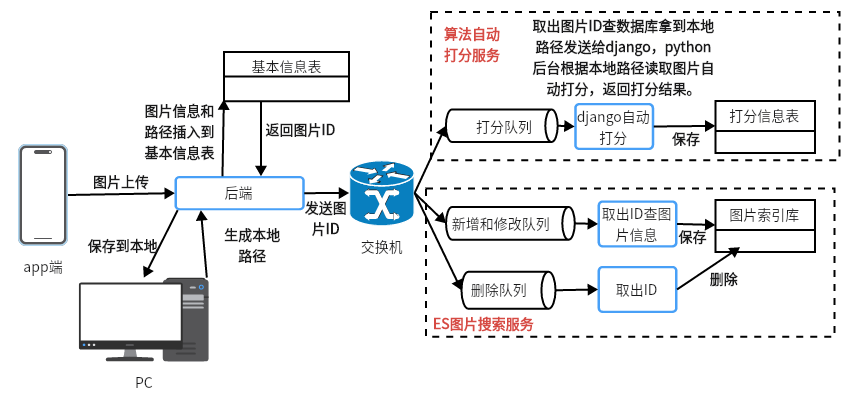 算法自动
打分服务
取出图片ID查数据库拿到本地
路径发送给django，python
后台根据本地路径读取图片自
动打分，返回打分结果。
基本信息表
图片信息和
路径插入到
基本信息表
返回图片ID
打分队列
django自动
打分
保存
打分信息表
图片上传
后端
发送图
片ID
交换机
app端
保存到本地
生成本地
路径
PC
新增和修改队列
取出ID查图
片信息
保存
图片索引库
删除队列
取出ID
删除
ES图片搜索服务